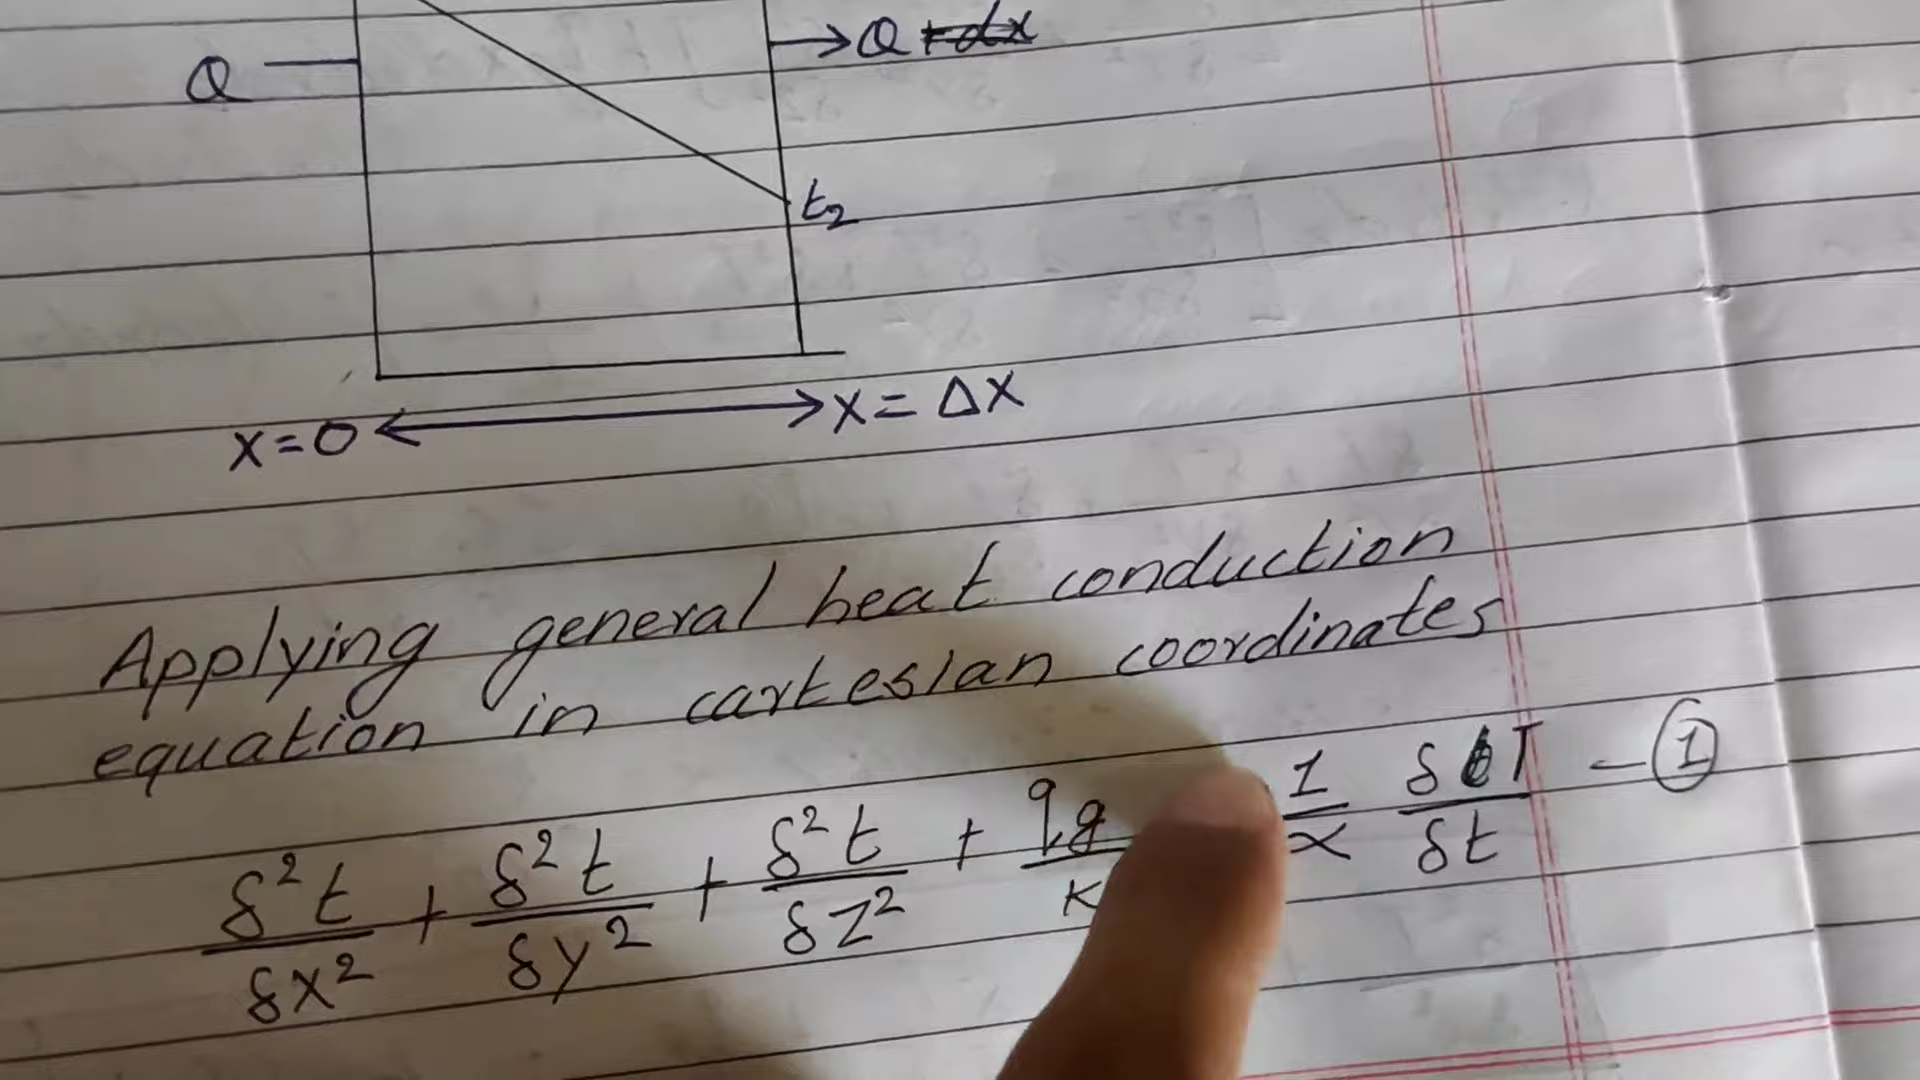 Q
→Q
t₂
x=0 ↔ x=Δx
Applying general heat conduction
equation in cartesian coordinates
δ²t/δx² + δ²t/δy² + δ²t/δz² + qg/k 1/α δT/δt —①